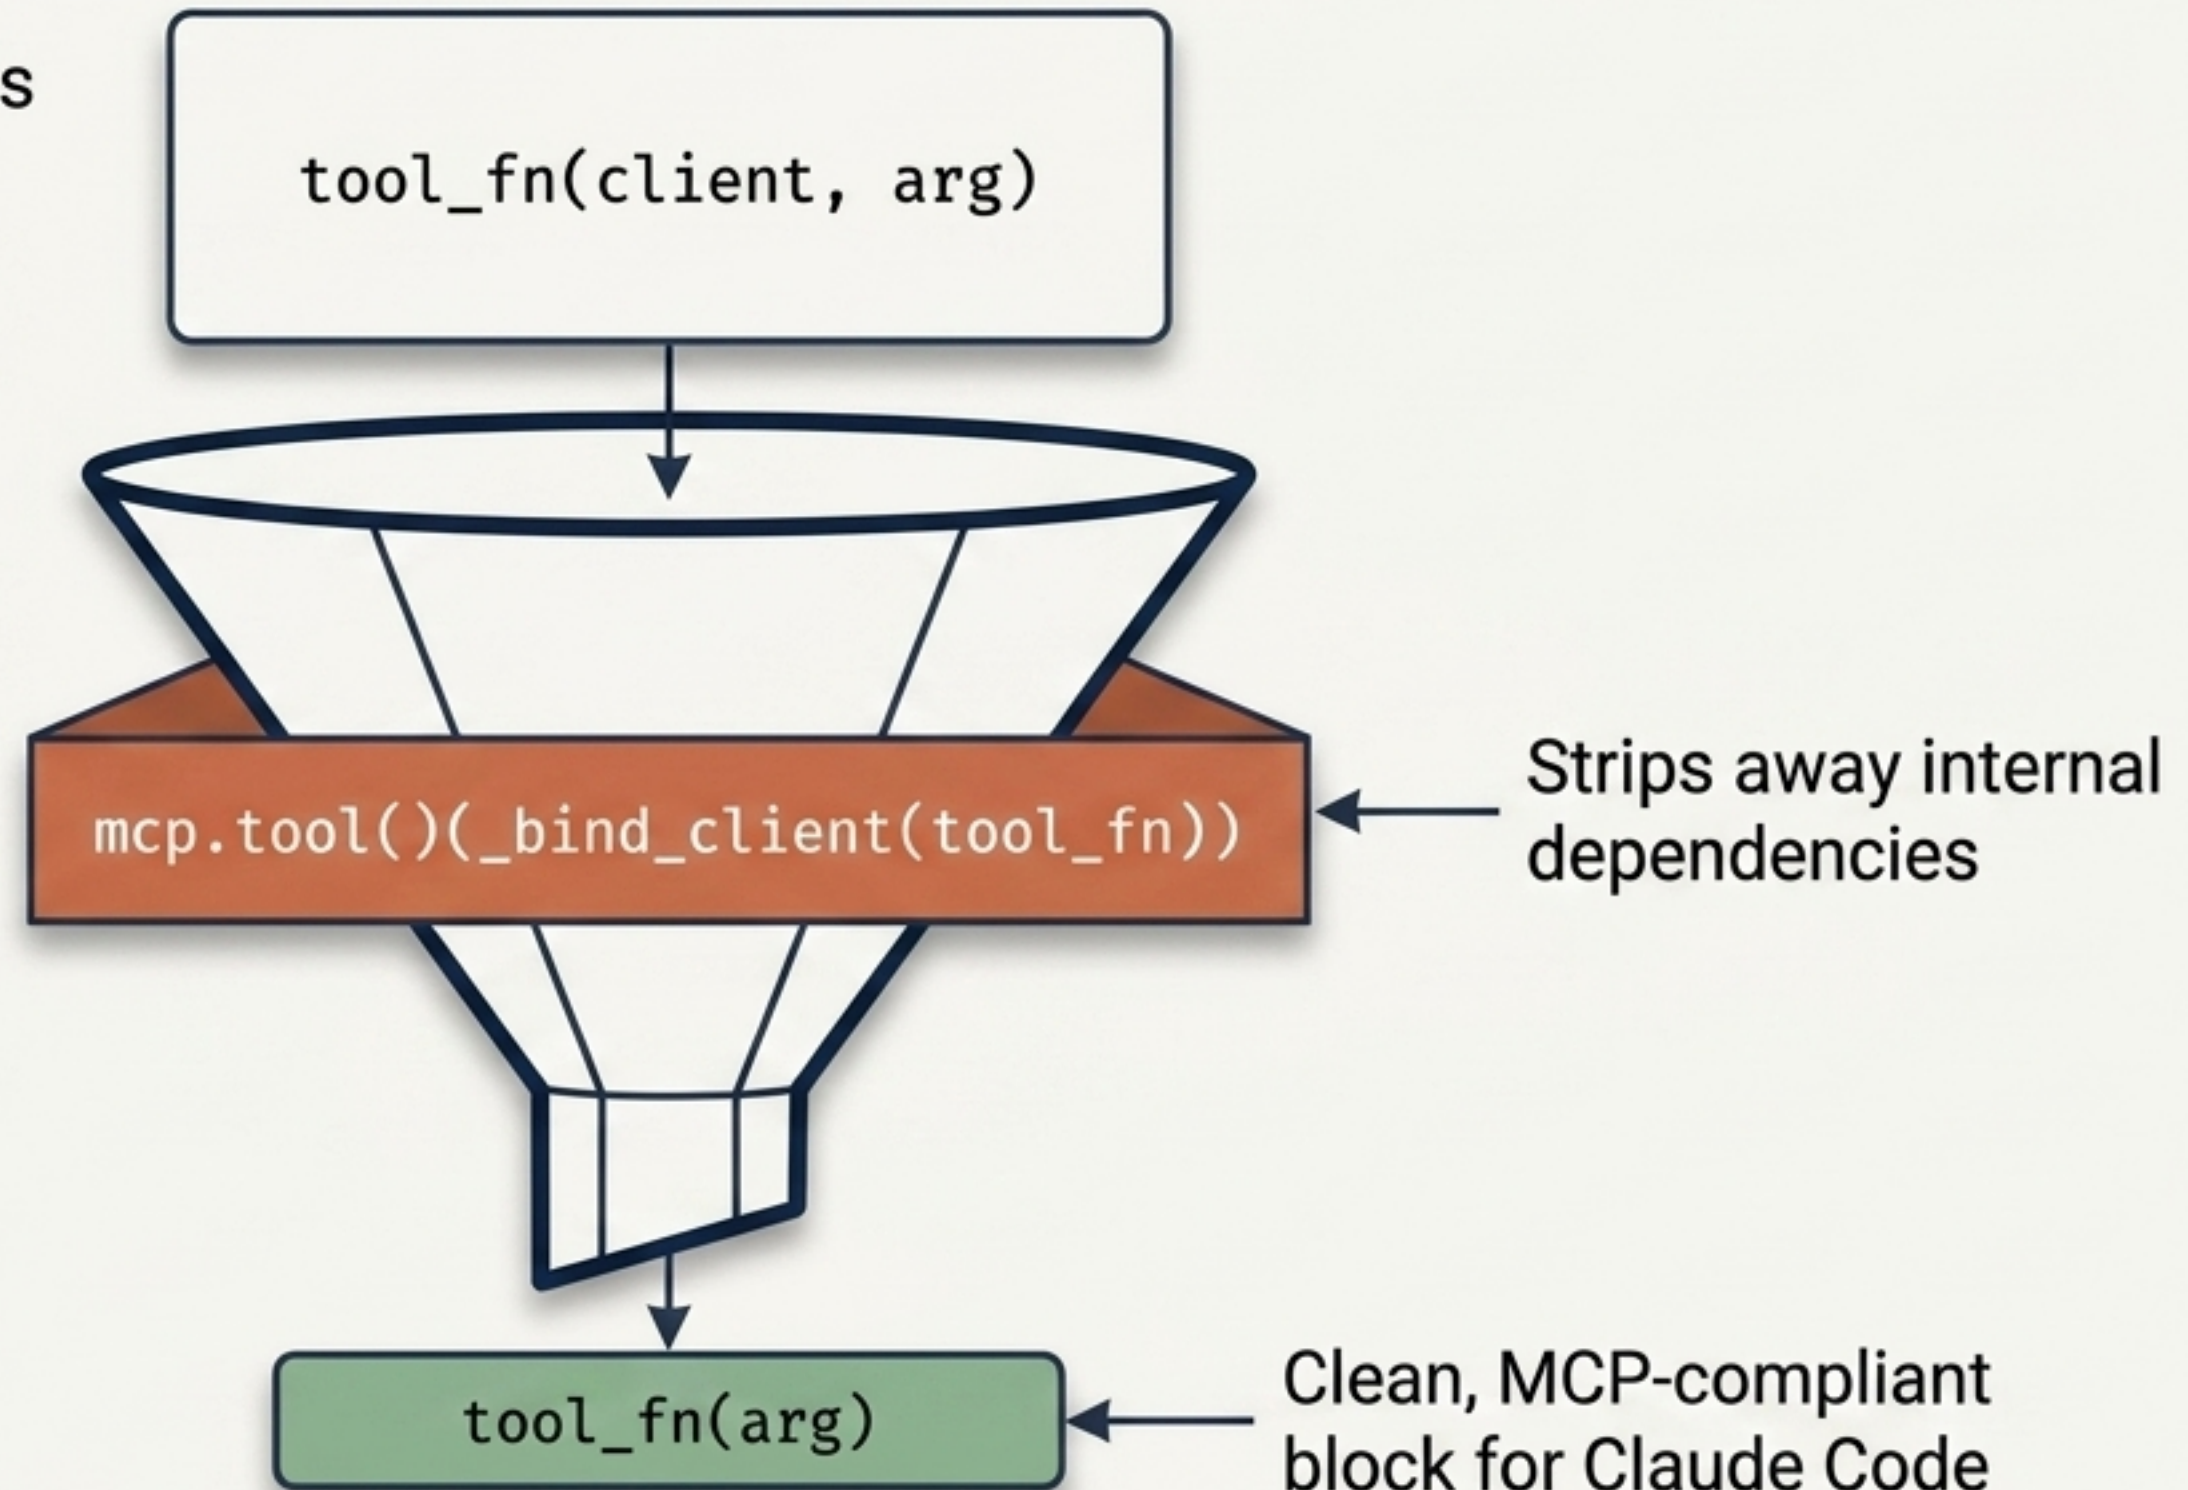 s
tool_fn(client, arg)
mcp.tool()(_bind_client(tool_fn))
Strips away internal
dependencies
tool_fn(arg)
Clean, MCP-compliant
block for Claude Code